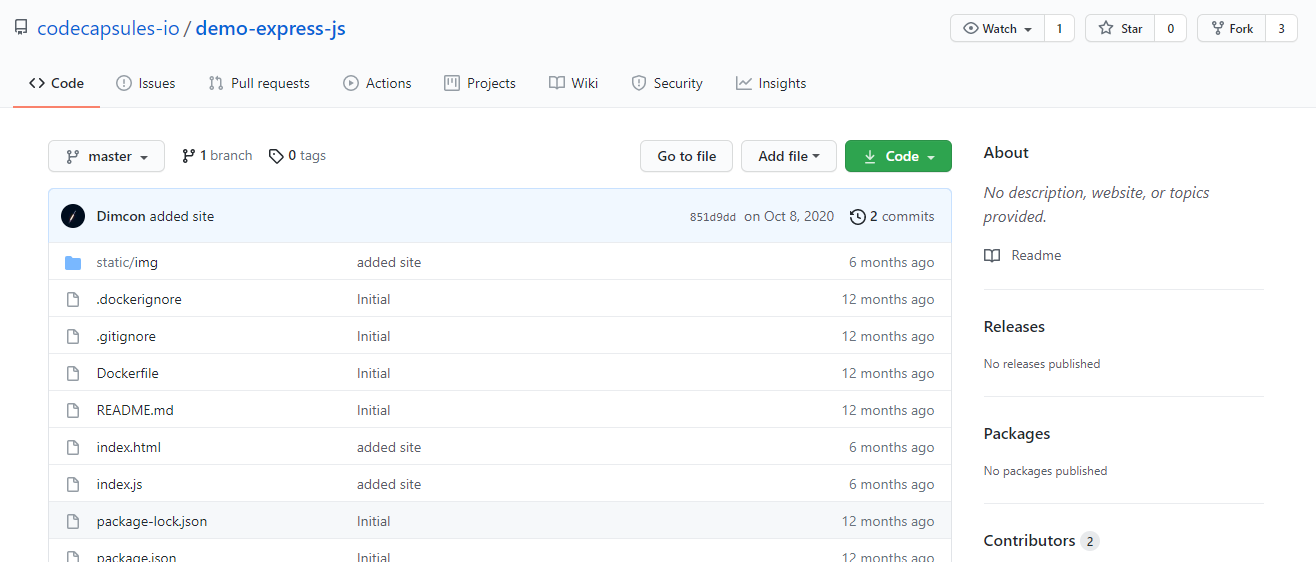 codecapsules-io / demo-express-js
Watch 1 Star 0 Fork 3
Code Issues Pull requests Actions Projects Wiki Security Insights
master 1 branch 0 tags Go to file Add file Code
Dimcon added site 851d9dd on Oct 8, 2020 2 commits
static/img added site 6 months ago
.dockerignore Initial 12 months ago
.gitignore Initial 12 months ago
Dockerfile Initial 12 months ago
README.md Initial 12 months ago
index.html added site 6 months ago
index.js added site 6 months ago
package-lock.json Initial 12 months ago
package.json Initial 12 months ago
About
No description, website, or topics
provided.
Readme
Releases
No releases published
Packages
No packages published
Contributors 2